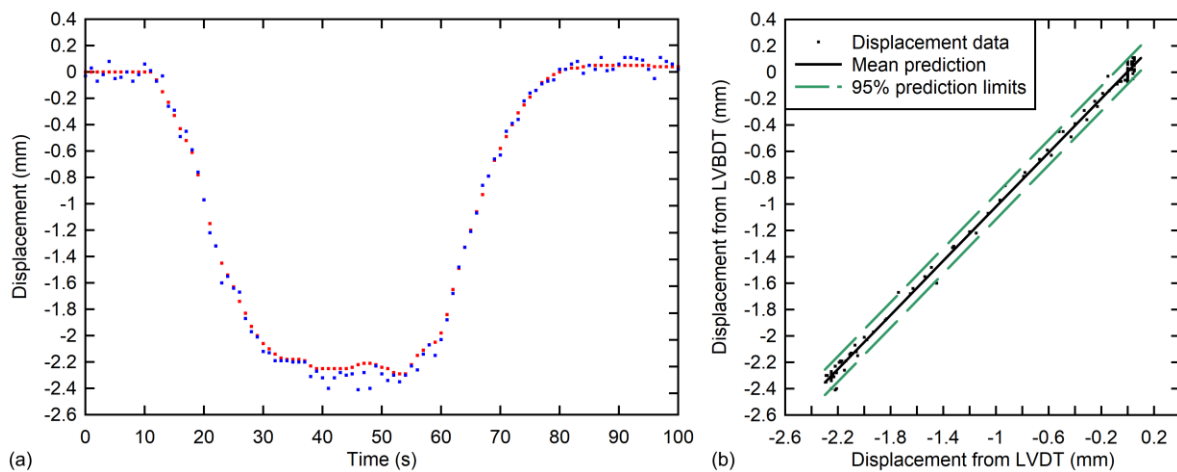 0.4
0.2
0
-0.2
-0.4
-0.6
-0.8
-1
-1.2
-1.4
-1.6
-1.8
-2
-2.2
-2.4
-2.6
Displacement (mm)
0 10 20 30 40 50 60 70 80 90 100
Time (s)
(a)
0.4
0.2
0
-0.2
-0.4
-0.6
-0.8
-1
-1.2
-1.4
-1.6
-1.8
-2
-2.2
-2.4
-2.6
Displacement from LVBDT (mm)
Displacement data
Mean prediction
95% prediction limits
-2.6 -2.2 -1.8 -1.4 -1 -0.6 -0.2 0.2
Displacement from LVDT (mm)
(b)